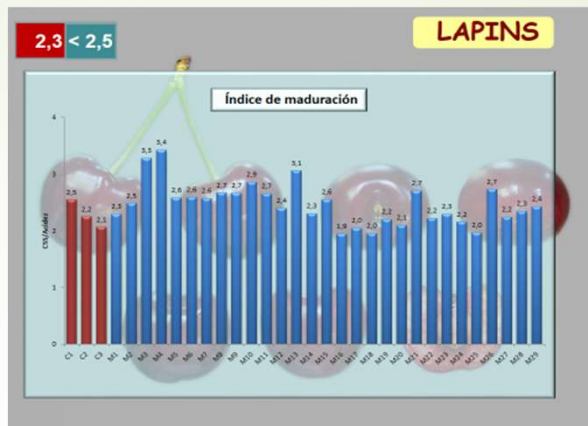 2,3 < 2,5
LAPINS
Índice de maduración
4
3
2
1
0
CSS/Acidez
2,5 2,2 2,1 2,3 2,5 3,3 3,4 2,6 2,6 2,6 2,7 2,7 2,9 2,7 2,4 3,1 2,3 2,6 1,9 2,0 2,0 2,2 2,1 2,7 2,2 2,3 2,2 2,0 2,7 2,2 2,3 2,4
C1 C2 C3 M1 M2 M3 M4 M5 M6 M7 M8 M9 M10 M11 M12 M13 M14 M15 M16 M17 M18 M19 M20 M21 M22 M23 M24 M25 M26 M27 M28 M29